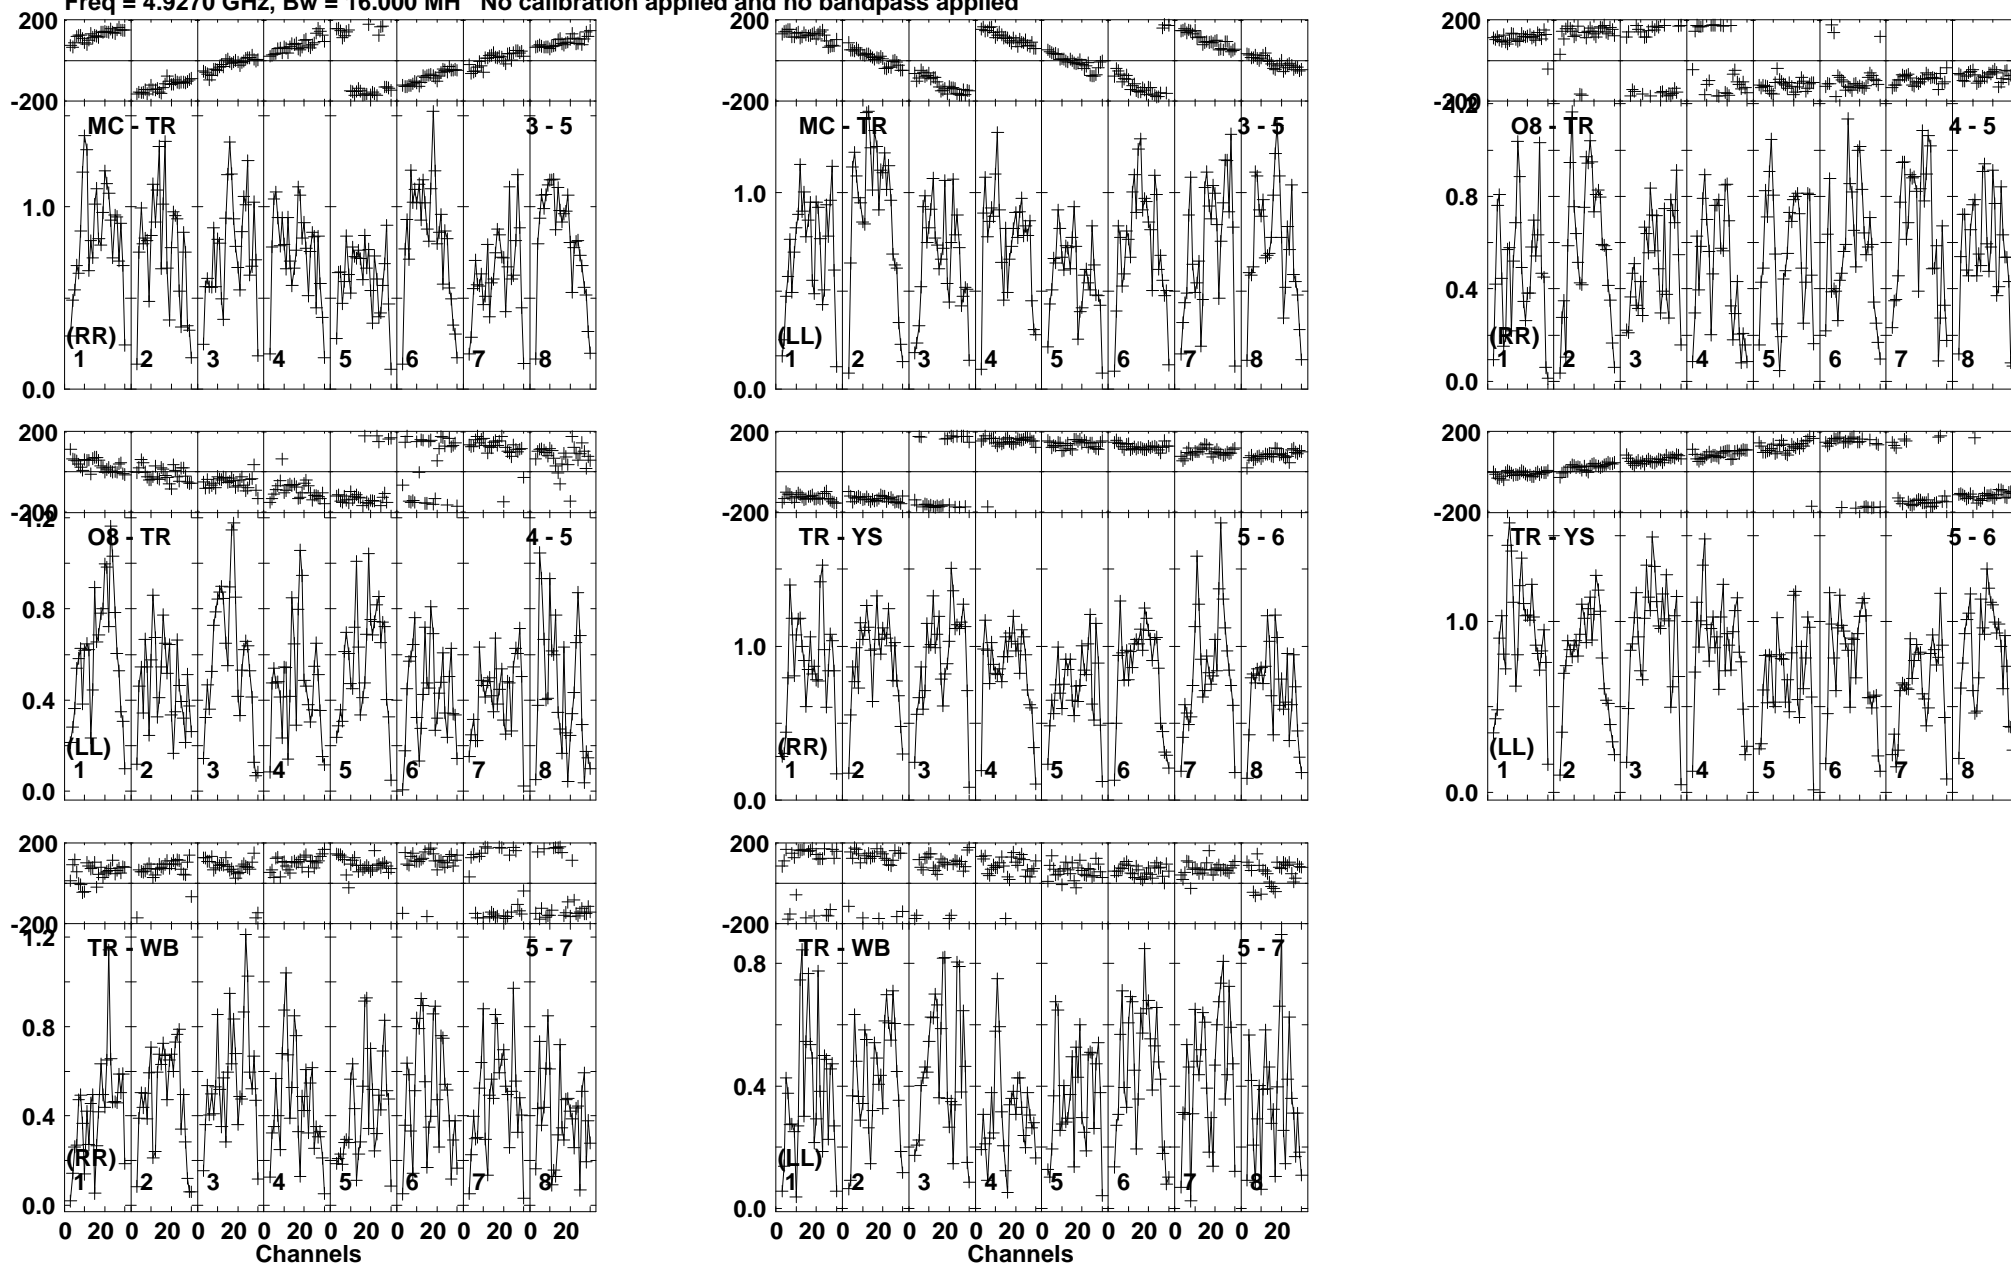 Freq = 4.9270 GHz, Bw = 16.000 MH No calibration applied and no bandpass applied
200 200 200
-200 -200 -200
MC - TR 3 - 5 MC - TR 3 - 5 1.2 O8 - TR 4 - 5
1.0 1.0 0.8
0.4
(RR) (LL) (RR)
1 2 3 4 5 6 7 8 1 2 3 4 5 6 7 8 1 2 3 4 5 6 7 8
0.0 0.0 0.0
200 200 200
-200 -200 -200
1.2 O8 - TR 4 - 5 TR - YS 5 - 6 TR - YS 5 - 6
0.8 1.0 1.0
0.4
(LL) (RR) (LL)
1 2 3 4 5 6 7 8 1 2 3 4 5 6 7 8 1 2 3 4 5 6 7 8
0.0 0.0 0.0
200 200
-200 -200
1.2 TR - WB 5 - 7 TR - WB 5 - 7
0.8 0.8
0.4 0.4
(RR) (LL)
1 2 3 4 5 6 7 8 1 2 3 4 5 6 7 8
0.0 0.0
0 20 0 20 0 20 0 20 0 20 0 20 0 20 0 20 0 20 0 20 0 20 0 20 0 20 0 20 0 20 0 20
Channels Channels